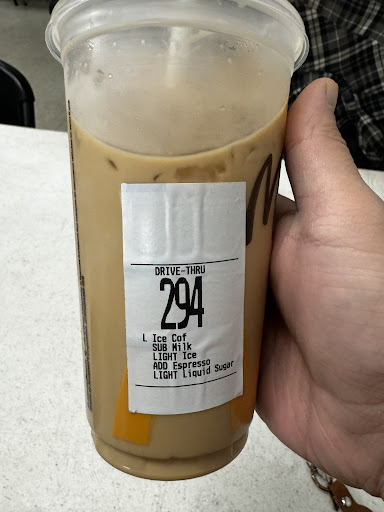 DRIVE-THRU
294
L Ice Cof
SUB Milk
LIGHT Ice
ADD Espresso
LIGHT Liquid Sugar